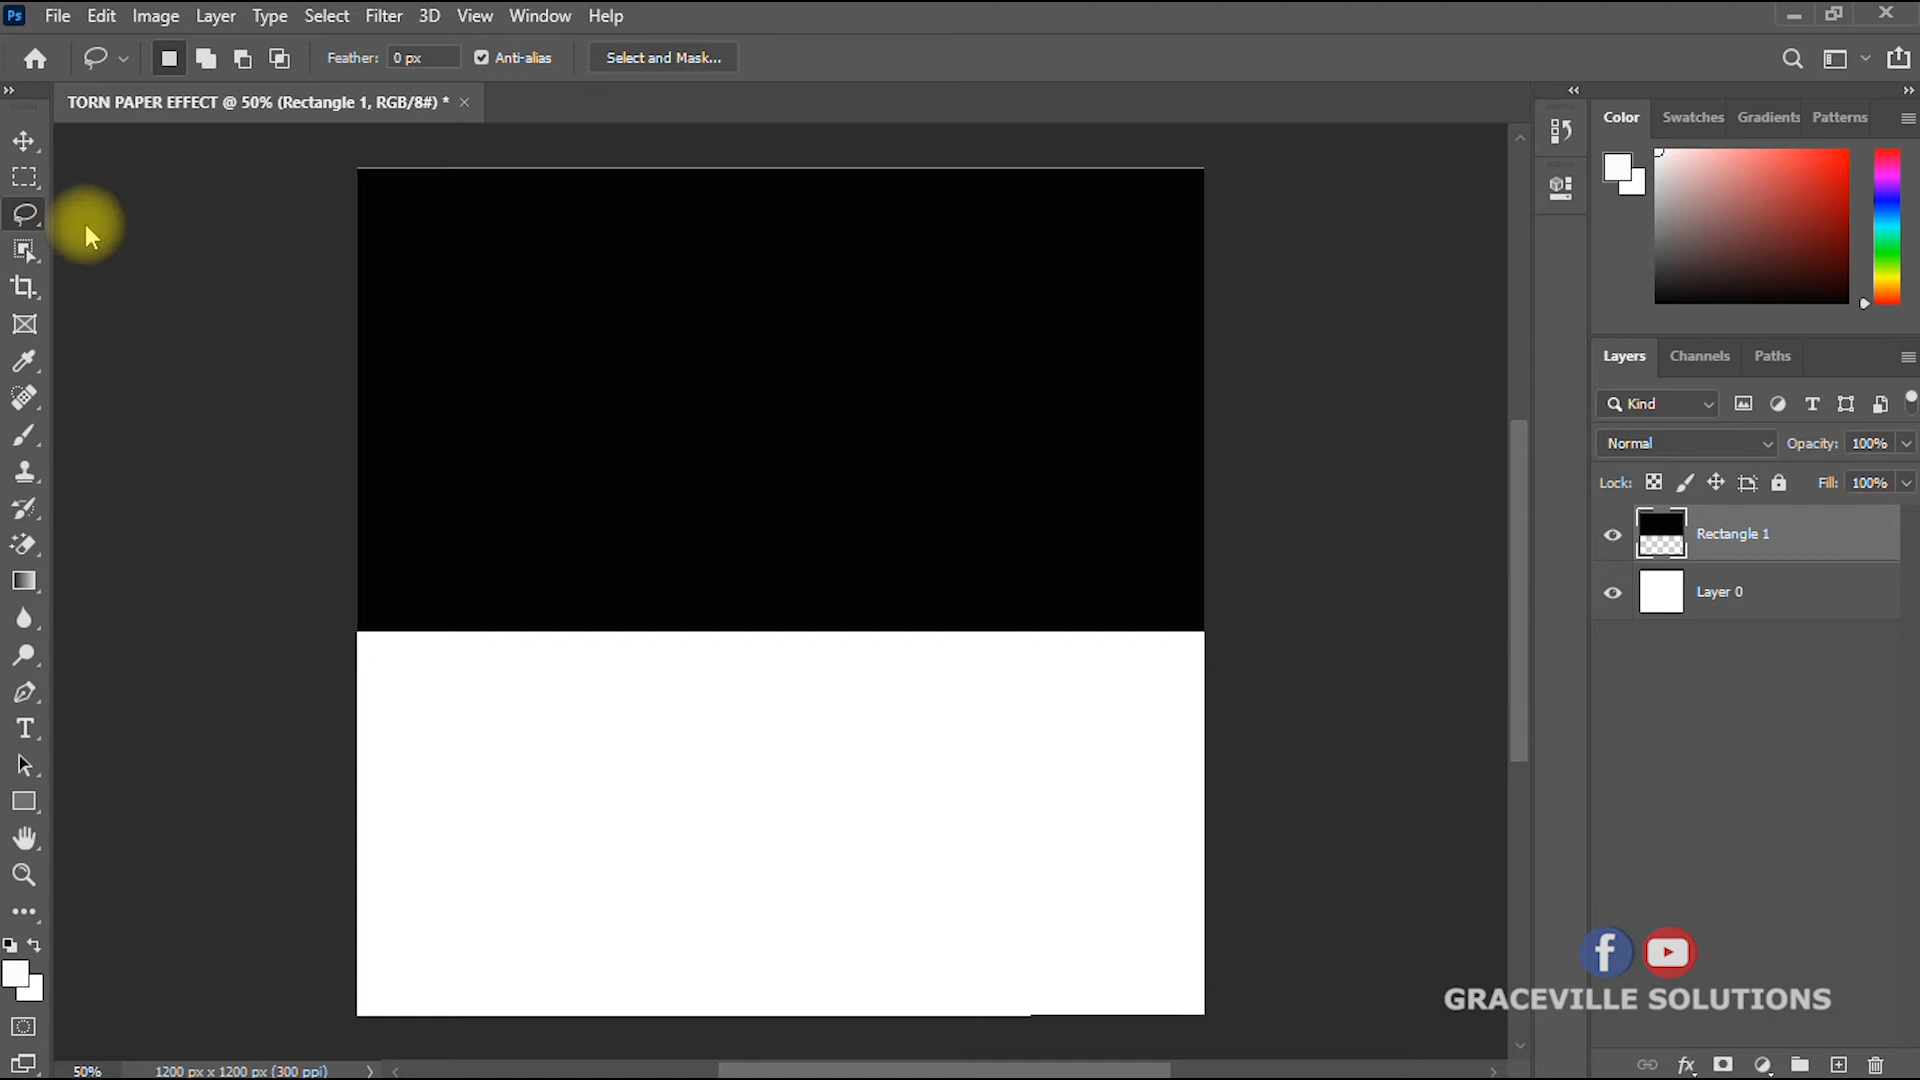 Ps File Edit Image Layer Type Select Filter 3D View Window Help
Feather: 0 px Anti-alias Select and Mask...
TORN PAPER EFFECT @ 50% (Rectangle 1, RGB/8#) * ×
Color Swatches Gradients Patterns
Layers Channels Paths
Kind
Normal Opacity: 100%
Lock: Fill: 100%
Rectangle 1
Layer 0
GRACEVILLE SOLUTIONS
50% 1200 px x 1200 px (300 ppi)
fx